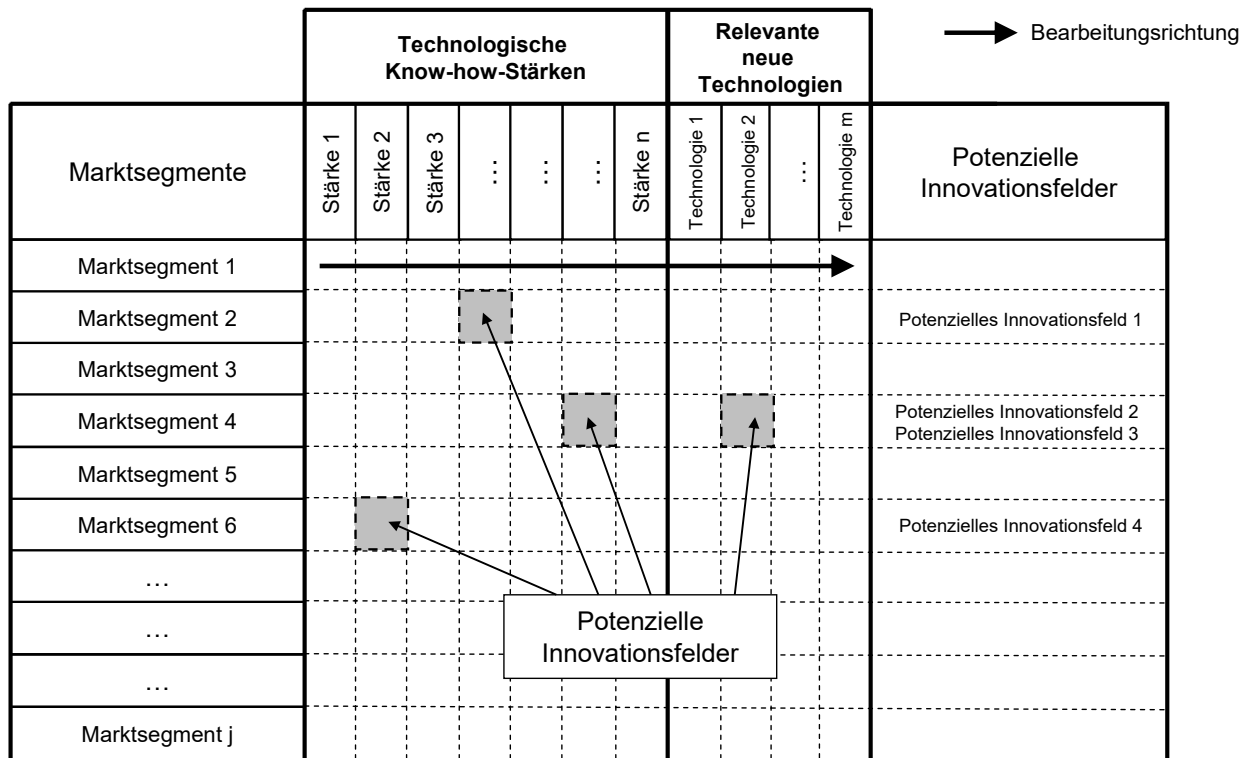 Technologische
Know-how-Stärken
Relevante
neue
Technologien
Bearbeitungsrichtung
Marktsegmente
Stärke 1
Stärke 2
Stärke 3
…
…
…
Stärke n
Technologie 1
Technologie 2
…
Technologie m
Potenzielle
Innovationsfelder
Marktsegment 1
Marktsegment 2
Potenzielles Innovationsfeld 1
Marktsegment 3
Marktsegment 4
Potenzielles Innovationsfeld 2
Potenzielles Innovationsfeld 3
Marktsegment 5
Marktsegment 6
Potenzielles Innovationsfeld 4
…
…
Potenzielle
Innovationsfelder
…
Marktsegment j